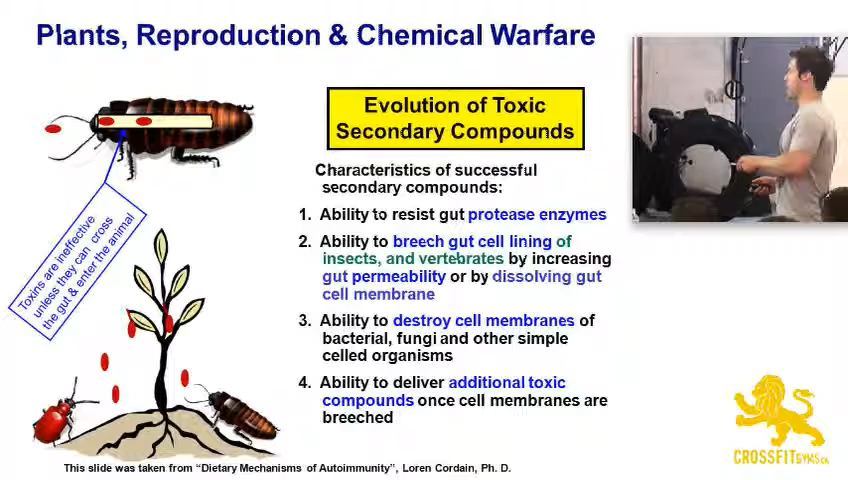 Plants, Reproduction & Chemical Warfare
Evolution of Toxic
Secondary Compounds
Toxins are ineffective
unless they can cross
the gut & enter the animal
Characteristics of successful
secondary compounds:
1. Ability to resist gut protease enzymes
2. Ability to breech gut cell lining of
insects, and vertebrates by increasing
gut permeability or by dissolving gut
cell membrane
3. Ability to destroy cell membranes of
bacterial, fungi and other simple
celled organisms
4. Ability to deliver additional toxic
compounds once cell membranes are
breeched
CROSSFITGYMS.CA
This slide was taken from “Dietary Mechanisms of Autoimmunity”, Loren Cordain, Ph. D.